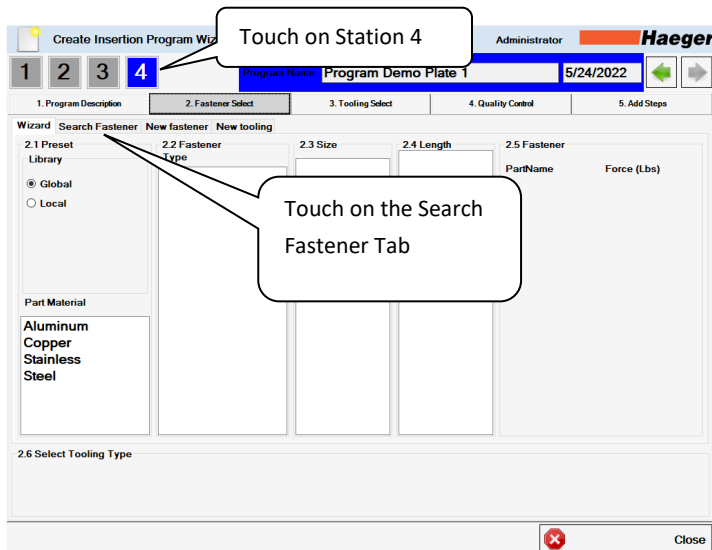 Create Insertion Program Wiz
Touch on Station 4
Administrator
Haeger
1 2 3 4
Program Name Program Demo Plate 1
5/24/2022
1. Program Description
2. Fastener Select
3. Tooling Select
4. Quality Control
5. Add Steps
Wizard Search Fastener New fastener New tooling
2.1 Preset
Library
Global
Local
2.2 Fastener
Type
2.3 Size
2.4 Length
2.5 Fastener
PartName Force (Lbs)
Touch on the Search
Fastener Tab
Part Material
Aluminum
Copper
Stainless
Steel
2.6 Select Tooling Type
Close